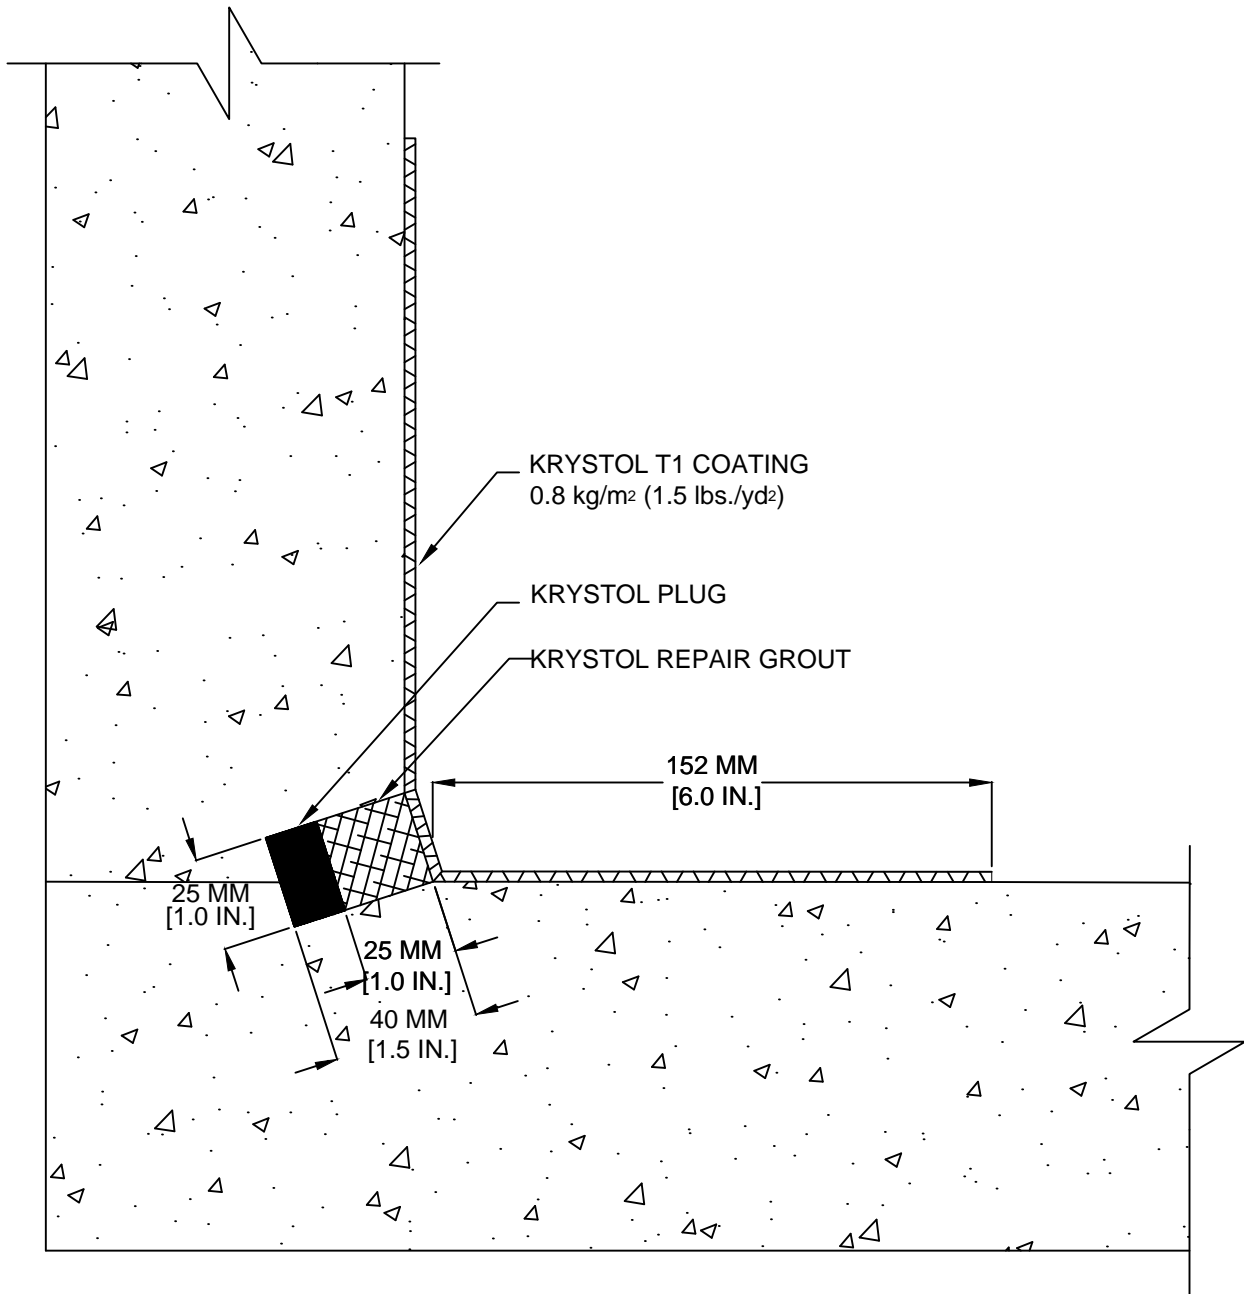 KRYSTOL T1 COATING
0.8 kg/m² (1.5 lbs./yd²)
KRYSTOL PLUG
KRYSTOL REPAIR GROUT
152 MM
[6.0 IN.]
25 MM
[1.0 IN.]
25 MM
[1.0 IN.]
40 MM
[1.5 IN.]